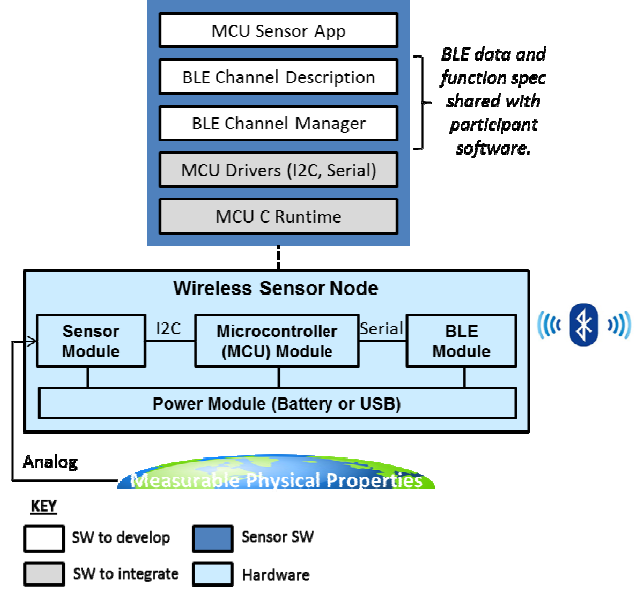 MCU Sensor App
BLE Channel Description
BLE Channel Manager
MCU Drivers (I2C, Serial)
MCU C Runtime
BLE data and
function spec
shared with
participant
software.
Wireless Sensor Node
Sensor
Module
I2C
Microcontroller
(MCU) Module
Serial
BLE
Module
Power Module (Battery or USB)
Analog
Measurable Physical Properties
KEY
SW to develop
Sensor SW
SW to integrate
Hardware